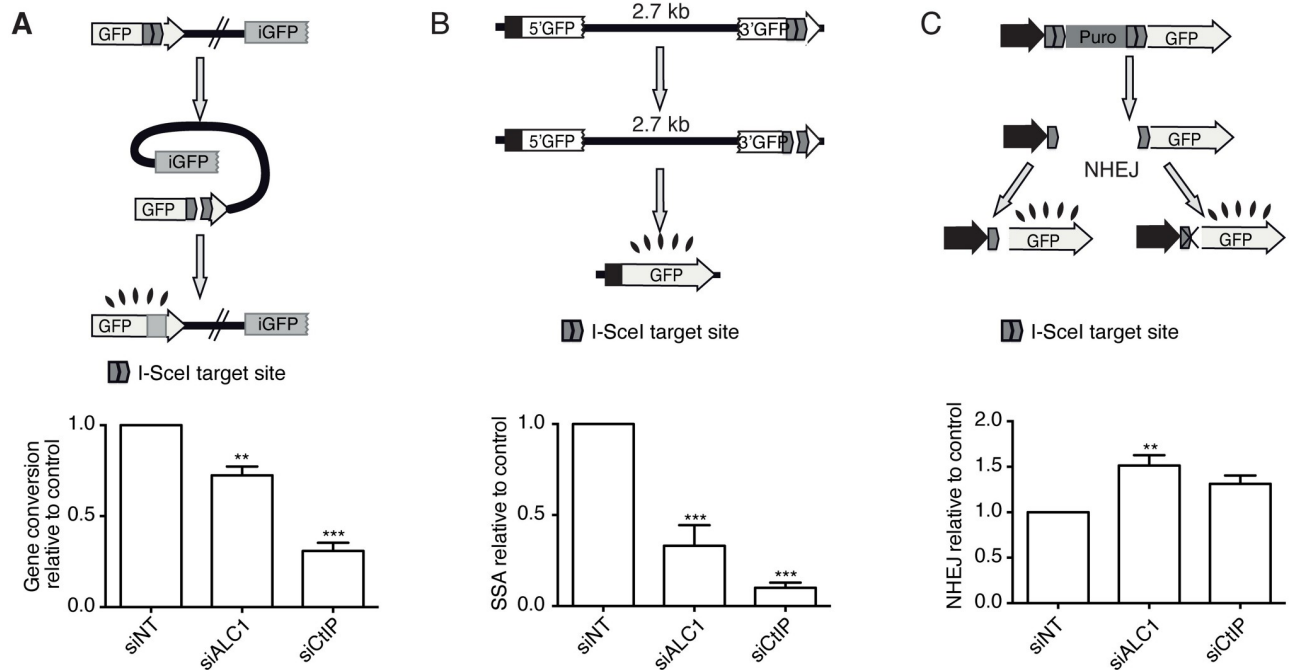 A
GFP
iGFP
iGFP
GFP
GFP
iGFP
I-SceI target site
Gene conversion
relative to control
1.0
0.5
0.0
**
***
siNT
siALC1
siCtIP
B
2.7 kb
5'GFP
3'GFP
2.7 kb
5'GFP
3'GFP
GFP
I-SceI target site
SSA relative to control
1.0
0.5
0.0
***
***
siNT
siALC1
siCtIP
C
Puro
GFP
GFP
NHEJ
GFP
GFP
I-SceI target site
NHEJ relative to control
2.0
1.5
1.0
0.5
0.0
**
siNT
siALC1
siCtIP